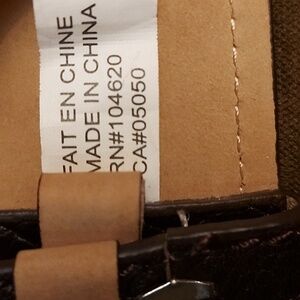 FAIT EN CHINE
MADE IN CHINA
RN#104620
CA#05050